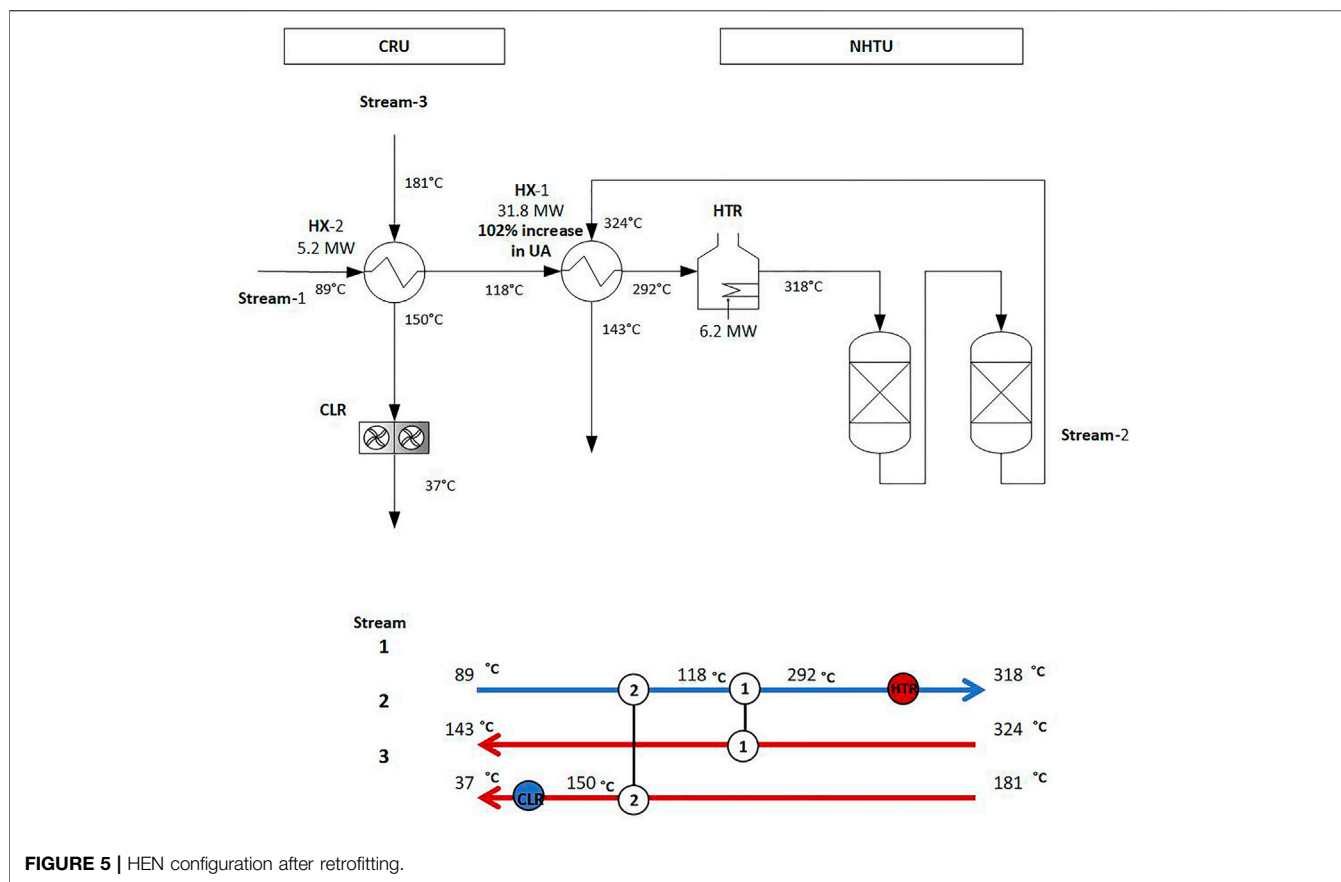 CRU
NHTU
Stream-3
181°C
HX-1
31.8 MW
102% increase
in UA
324°C
HTR
HX-2
5.2 MW
89°C
Stream-1
118°C
292°C
318°C
150°C
143°C
6.2 MW
CLR
Stream-2
37°C
Stream
1
89 °C
2
118 °C
1
292 °C
HTR
318 °C
2
143 °C
1
324 °C
3
37 °C
CLR
150 °C
2
181 °C
FIGURE 5 | HEN configuration after retrofitting.